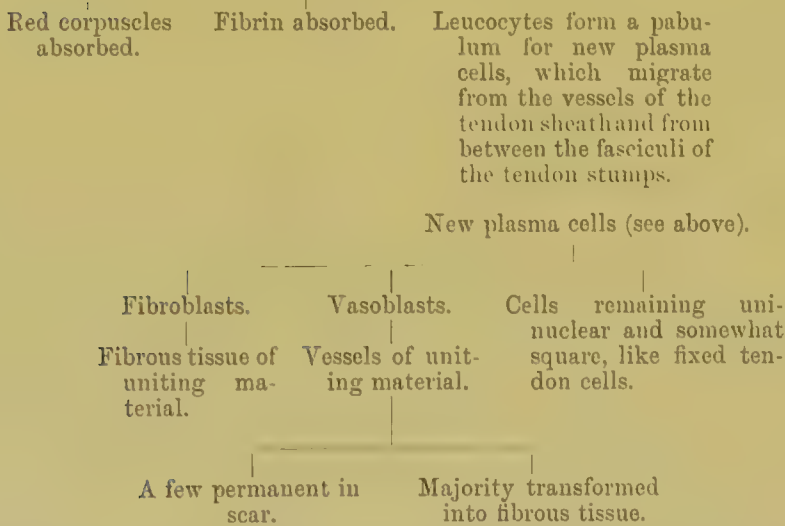 Red corpuscles
absorbed.
Fibrin absorbed.
Leucocytes form a pabu-
lum for new plasma
cells, which migrate
from the vessels of the
tendon sheath and from
between the fasciculi of
the tendon stumps.
New plasma cells (see above).
Fibroblasts.
Fibrous tissue of
uniting ma-
terial.
Vasoblasts.
Vessels of unit-
ing material.
Cells remaining uni-
nuclear and somewhat
square, like fixed ten-
don cells.
A few permanent in
scar.
Majority transformed
into fibrous tissue.